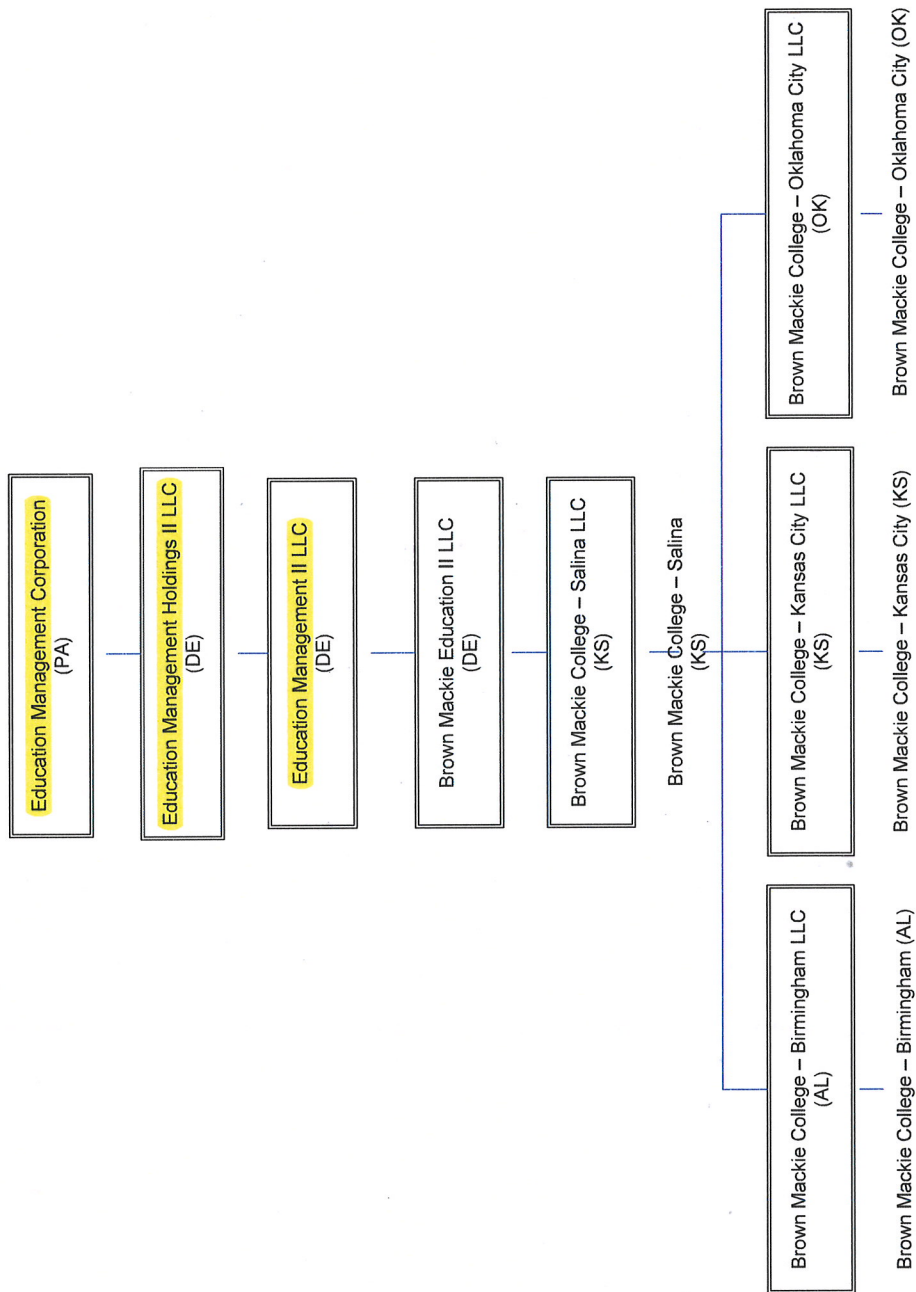 Education Management Corporation
(PA)
Education Management Holdings II LLC
(DE)
Education Management II LLC
(DE)
Brown Mackie Education II LLC
(DE)
Brown Mackie College – Salina LLC
(KS)
Brown Mackie College – Salina
(KS)
Brown Mackie College – Birmingham LLC
(AL)
Brown Mackie College – Kansas City LLC
(KS)
Brown Mackie College – Oklahoma City LLC
(OK)
Brown Mackie College – Birmingham (AL)
Brown Mackie College – Kansas City (KS)
Brown Mackie College – Oklahoma City (OK)